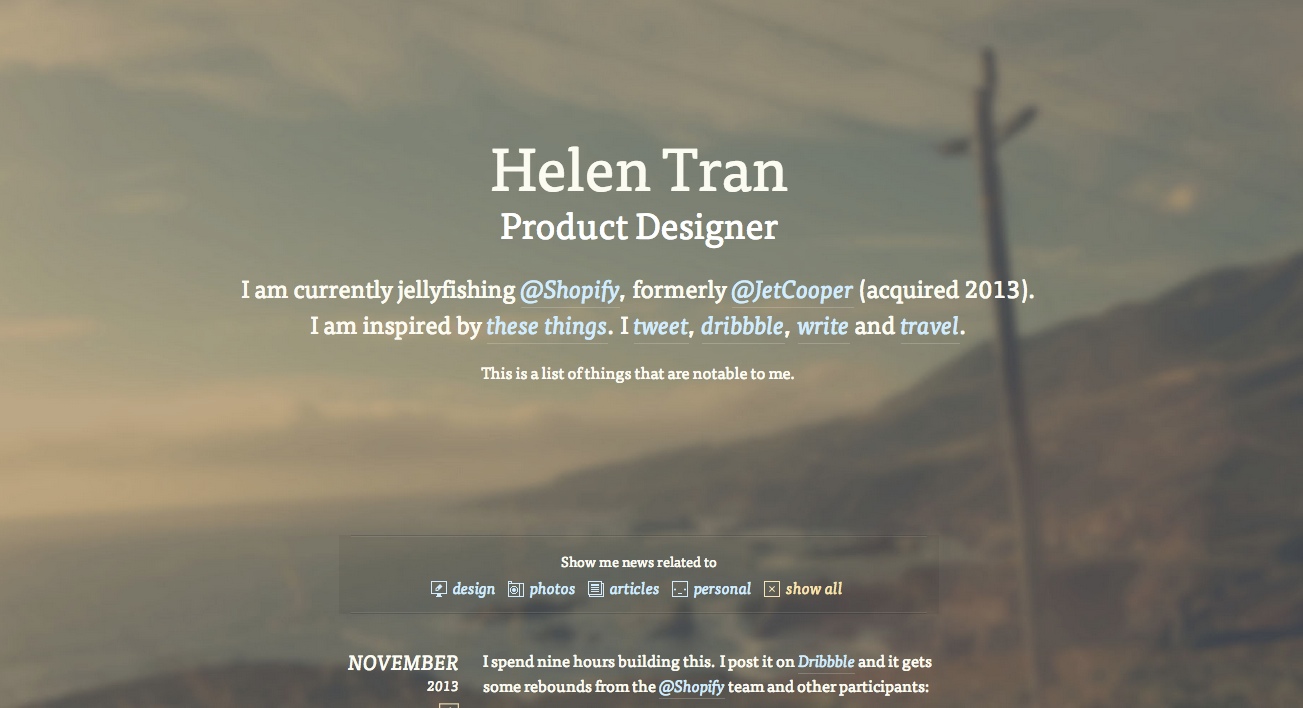 Helen Tran
Product Designer
I am currently jellyfishing @Shopify, formerly @JetCooper (acquired 2013).
I am inspired by these things. I tweet, dribbble, write and travel.
This is a list of things that are notable to me.
Show me news related to
design photos articles personal show all
NOVEMBER
2013
I spend nine hours building this. I post it on Dribbble and it gets
some rebounds from the @Shopify team and other participants: